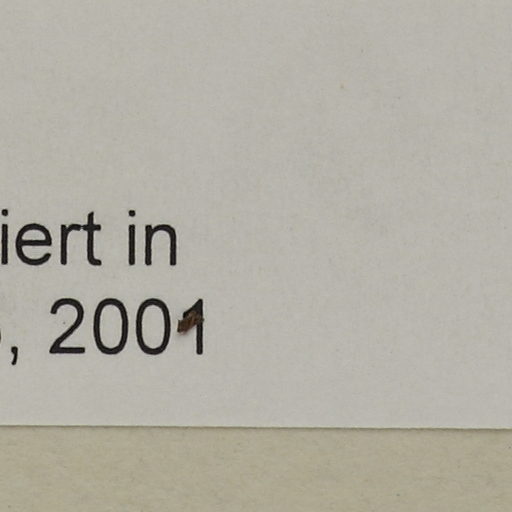 iert in
, 2001